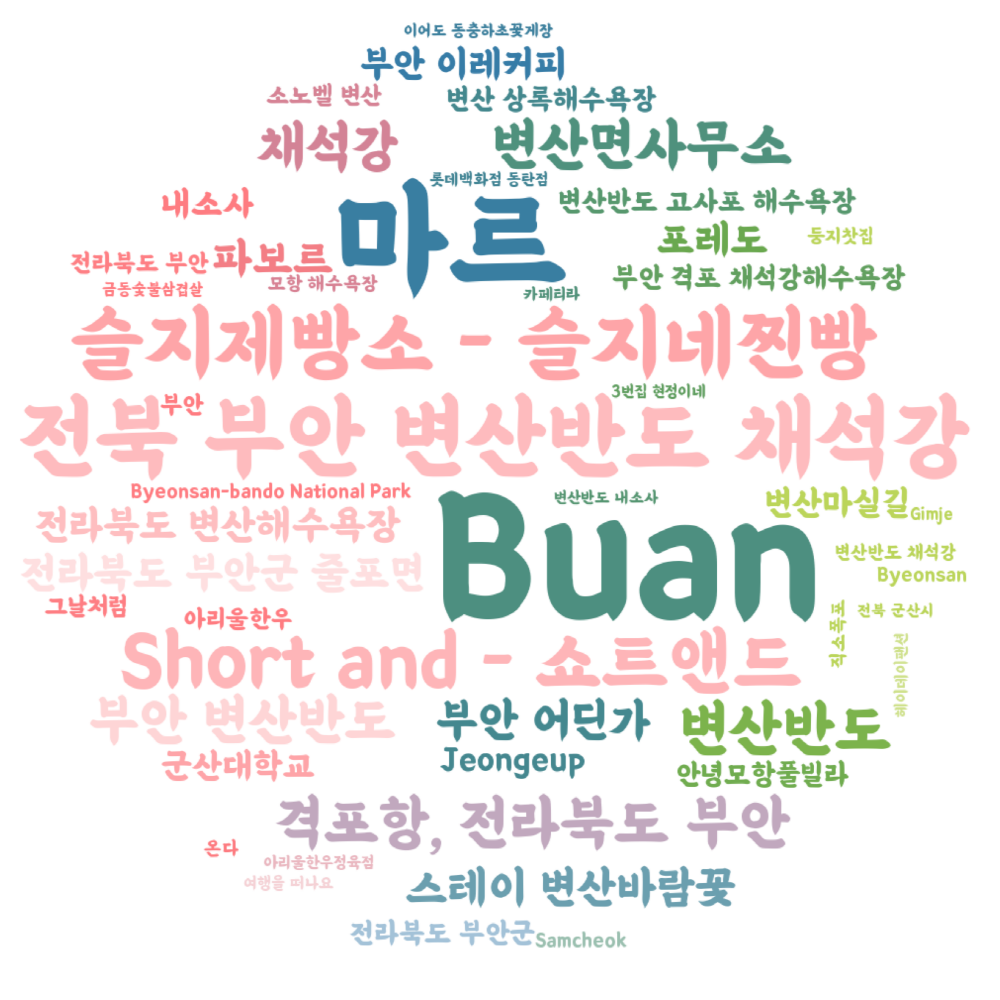 이어도 동충하초꽃게장
부안 이레커피
소노벨 변산
변산 상록해수욕장
채석강
변산면사무소
롯데백화점 동탄점
마르
내소사
변산반도 고사포 해수욕장
포레도
둥지찻집
전라북도 부안
파보르
모항 해수욕장
부안 격포 채석강해수욕장
금동숯불삼겹살
카페티라
슬지제빵소 - 슬지네찐빵
3번집 현정이네
부안
전북 부안 변산반도 채석강
Byeonsan-bando National Park
Buan
변산반도 내소사
변산마실길
Gimje
전라북도 변산해수욕장
변산반도 채석강
전라북도 부안군 줄포면
Byeonsan
그날처럼
아리울한우
직소폭포
전북 군산시
헤이데이펜션
Short and - 쇼트앤드
부안 변산반도
부안 어딘가
변산반도
Jeongeup
군산대학교
안녕모항풀빌라
격포항, 전라북도 부안
온다
아리울한우정육점
여행을 떠나요
스테이 변산바람꽃
전라북도 부안군
Samcheok